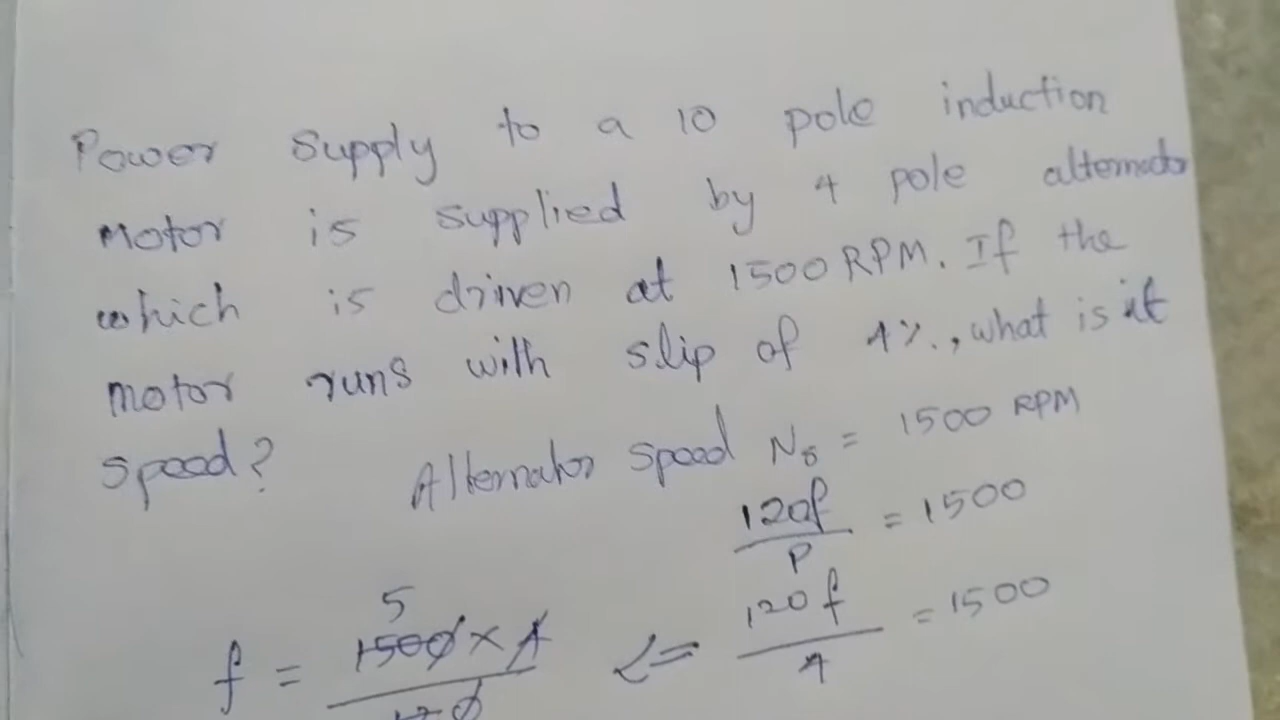 Power supply to a 10 pole induction
motor is supplied by 4 pole alternator
which is driven at 1500 RPM. If the
motor runs with slip of 4%., what is it
speed? Alternator speed Ns = 1500 RPM
120f/P = 1500
120f/4 = 1500
f = 1500 × 4/120 <=
5